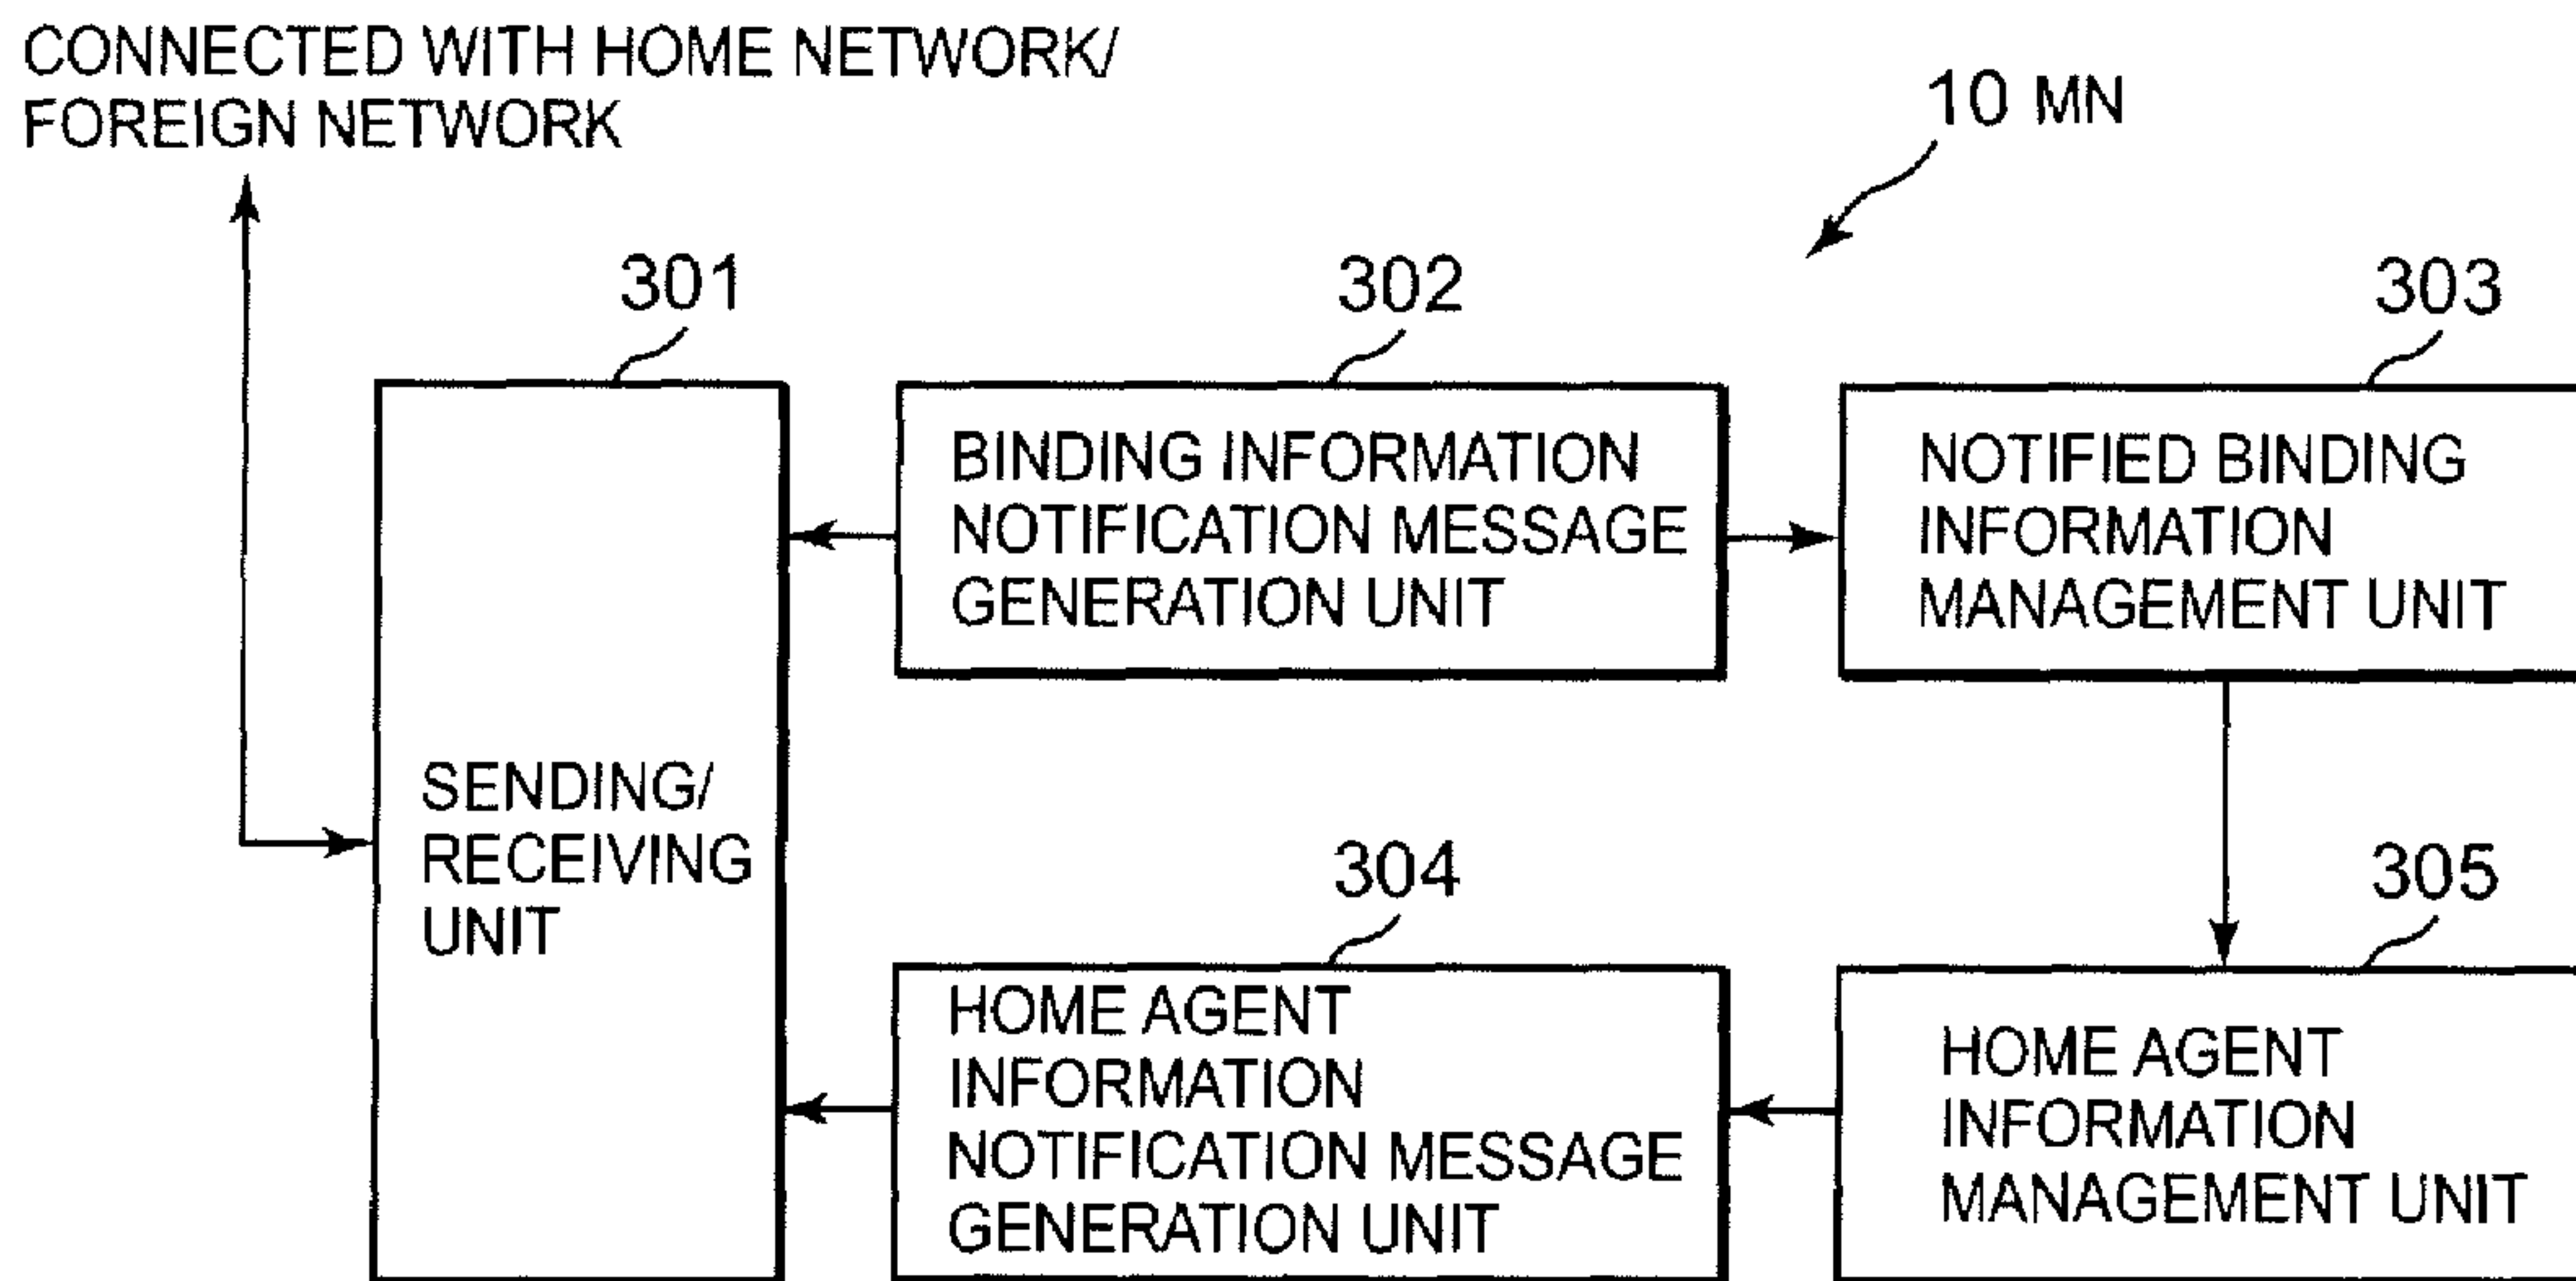 CONNECTED WITH HOME NETWORK/
FOREIGN NETWORK
10 MN
301
302
303
SENDING/
RECEIVING
UNIT
BINDING INFORMATION
NOTIFICATION MESSAGE
GENERATION UNIT
NOTIFIED BINDING
INFORMATION
MANAGEMENT UNIT
304
305
HOME AGENT
INFORMATION
NOTIFICATION MESSAGE
GENERATION UNIT
HOME AGENT
INFORMATION
MANAGEMENT UNIT